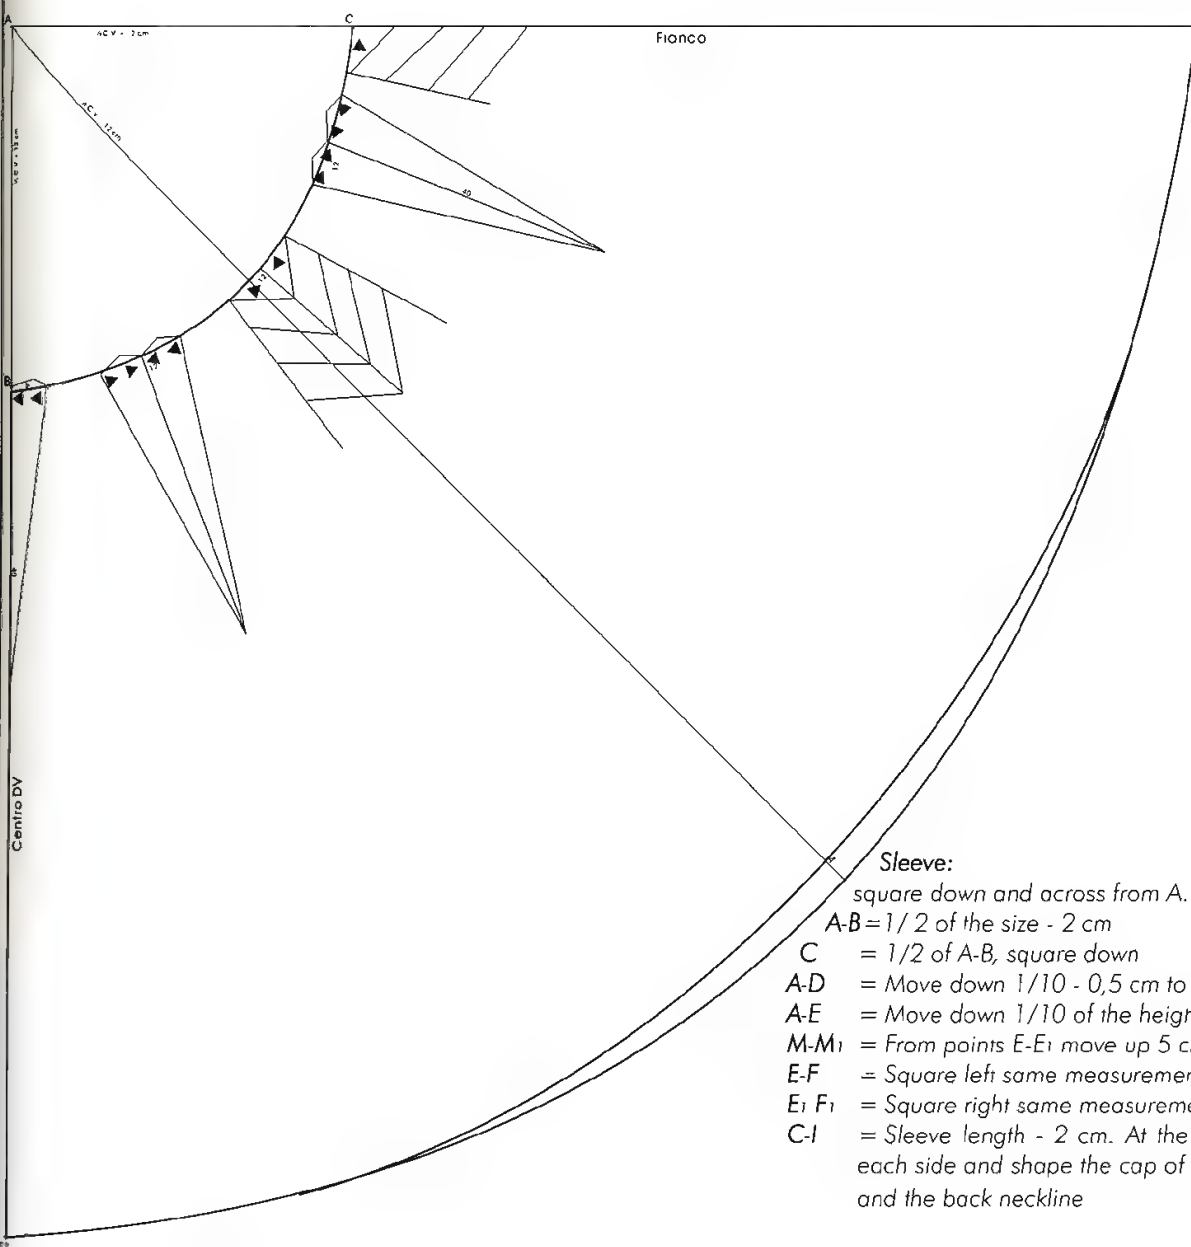 A
C
Fianco
B
12
40
12
Centro DV
Sleeve:
square down and across from A.
A-B = 1/2 of the size - 2 cm
C = 1/2 of A-B, square down
A-D = Move down 1/10 - 0,5 cm to
A-E = Move down 1/10 of the heigh
M-M1 = From points E-E1 move up 5 c
E-F = Square left same measuremen
E1 F1 = Square right same measureme
C-I = Sleeve length - 2 cm. At the
each side and shape the cap of
and the back neckline